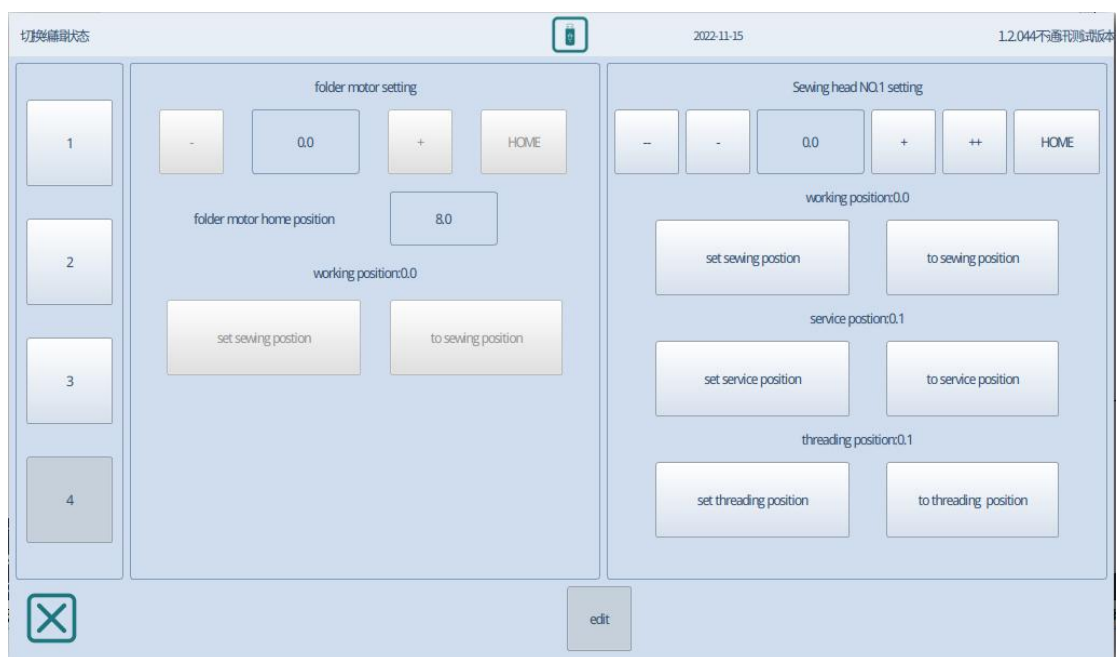 切换编辑状态
2022-11-15
1.2.044不通讯测试版本
1
2
3
4
folder motor setting
- 0.0 + HOME
folder motor home position 8.0
working position:0.0
set sewing postion to sewing position
Sewing head NO.1 setting
-- - 0.0 + ++ HOME
working position:0.0
set sewing postion to sewing position
service postion:0.1
set service position to service position
threading position:0.1
set threading position to threading position
edit